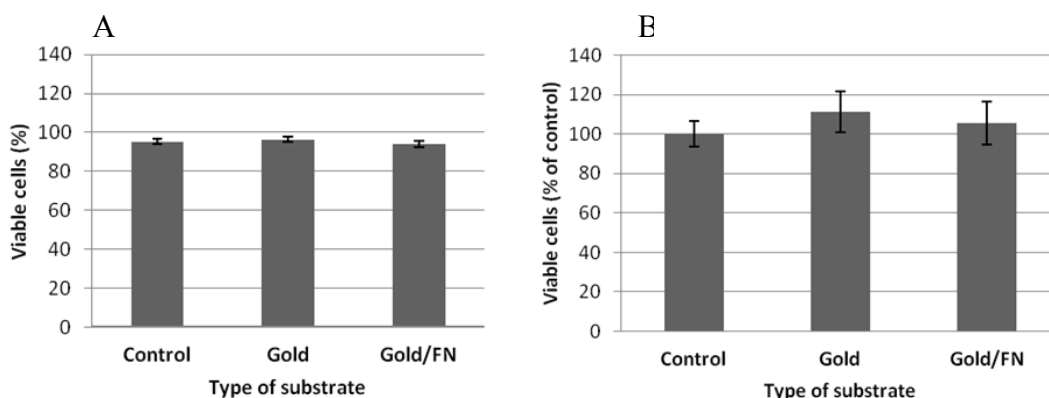 A
140
120
100
80
60
40
20
0
Viable cells (%)
Control Gold Gold/FN
Type of substrate
B
140
120
100
80
60
40
20
0
Viable cells (% of control)
Control Gold Gold/FN
Type of substrate